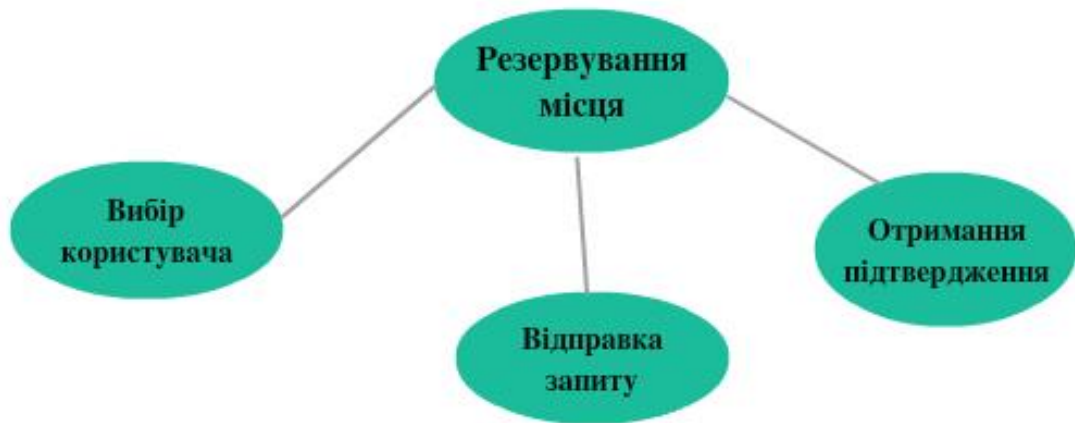 Резервування
місця
Вибір
користувача
Отримання
підтвердження
Відправка
запиту